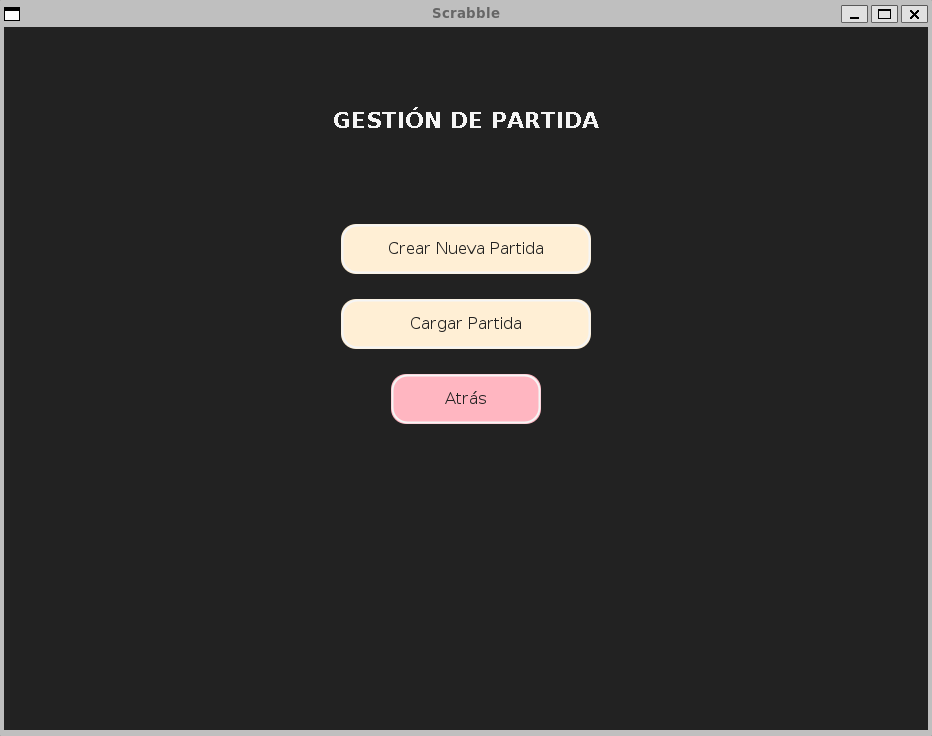 Scrabble
GESTIÓN DE PARTIDA
Crear Nueva Partida
Cargar Partida
Atrás